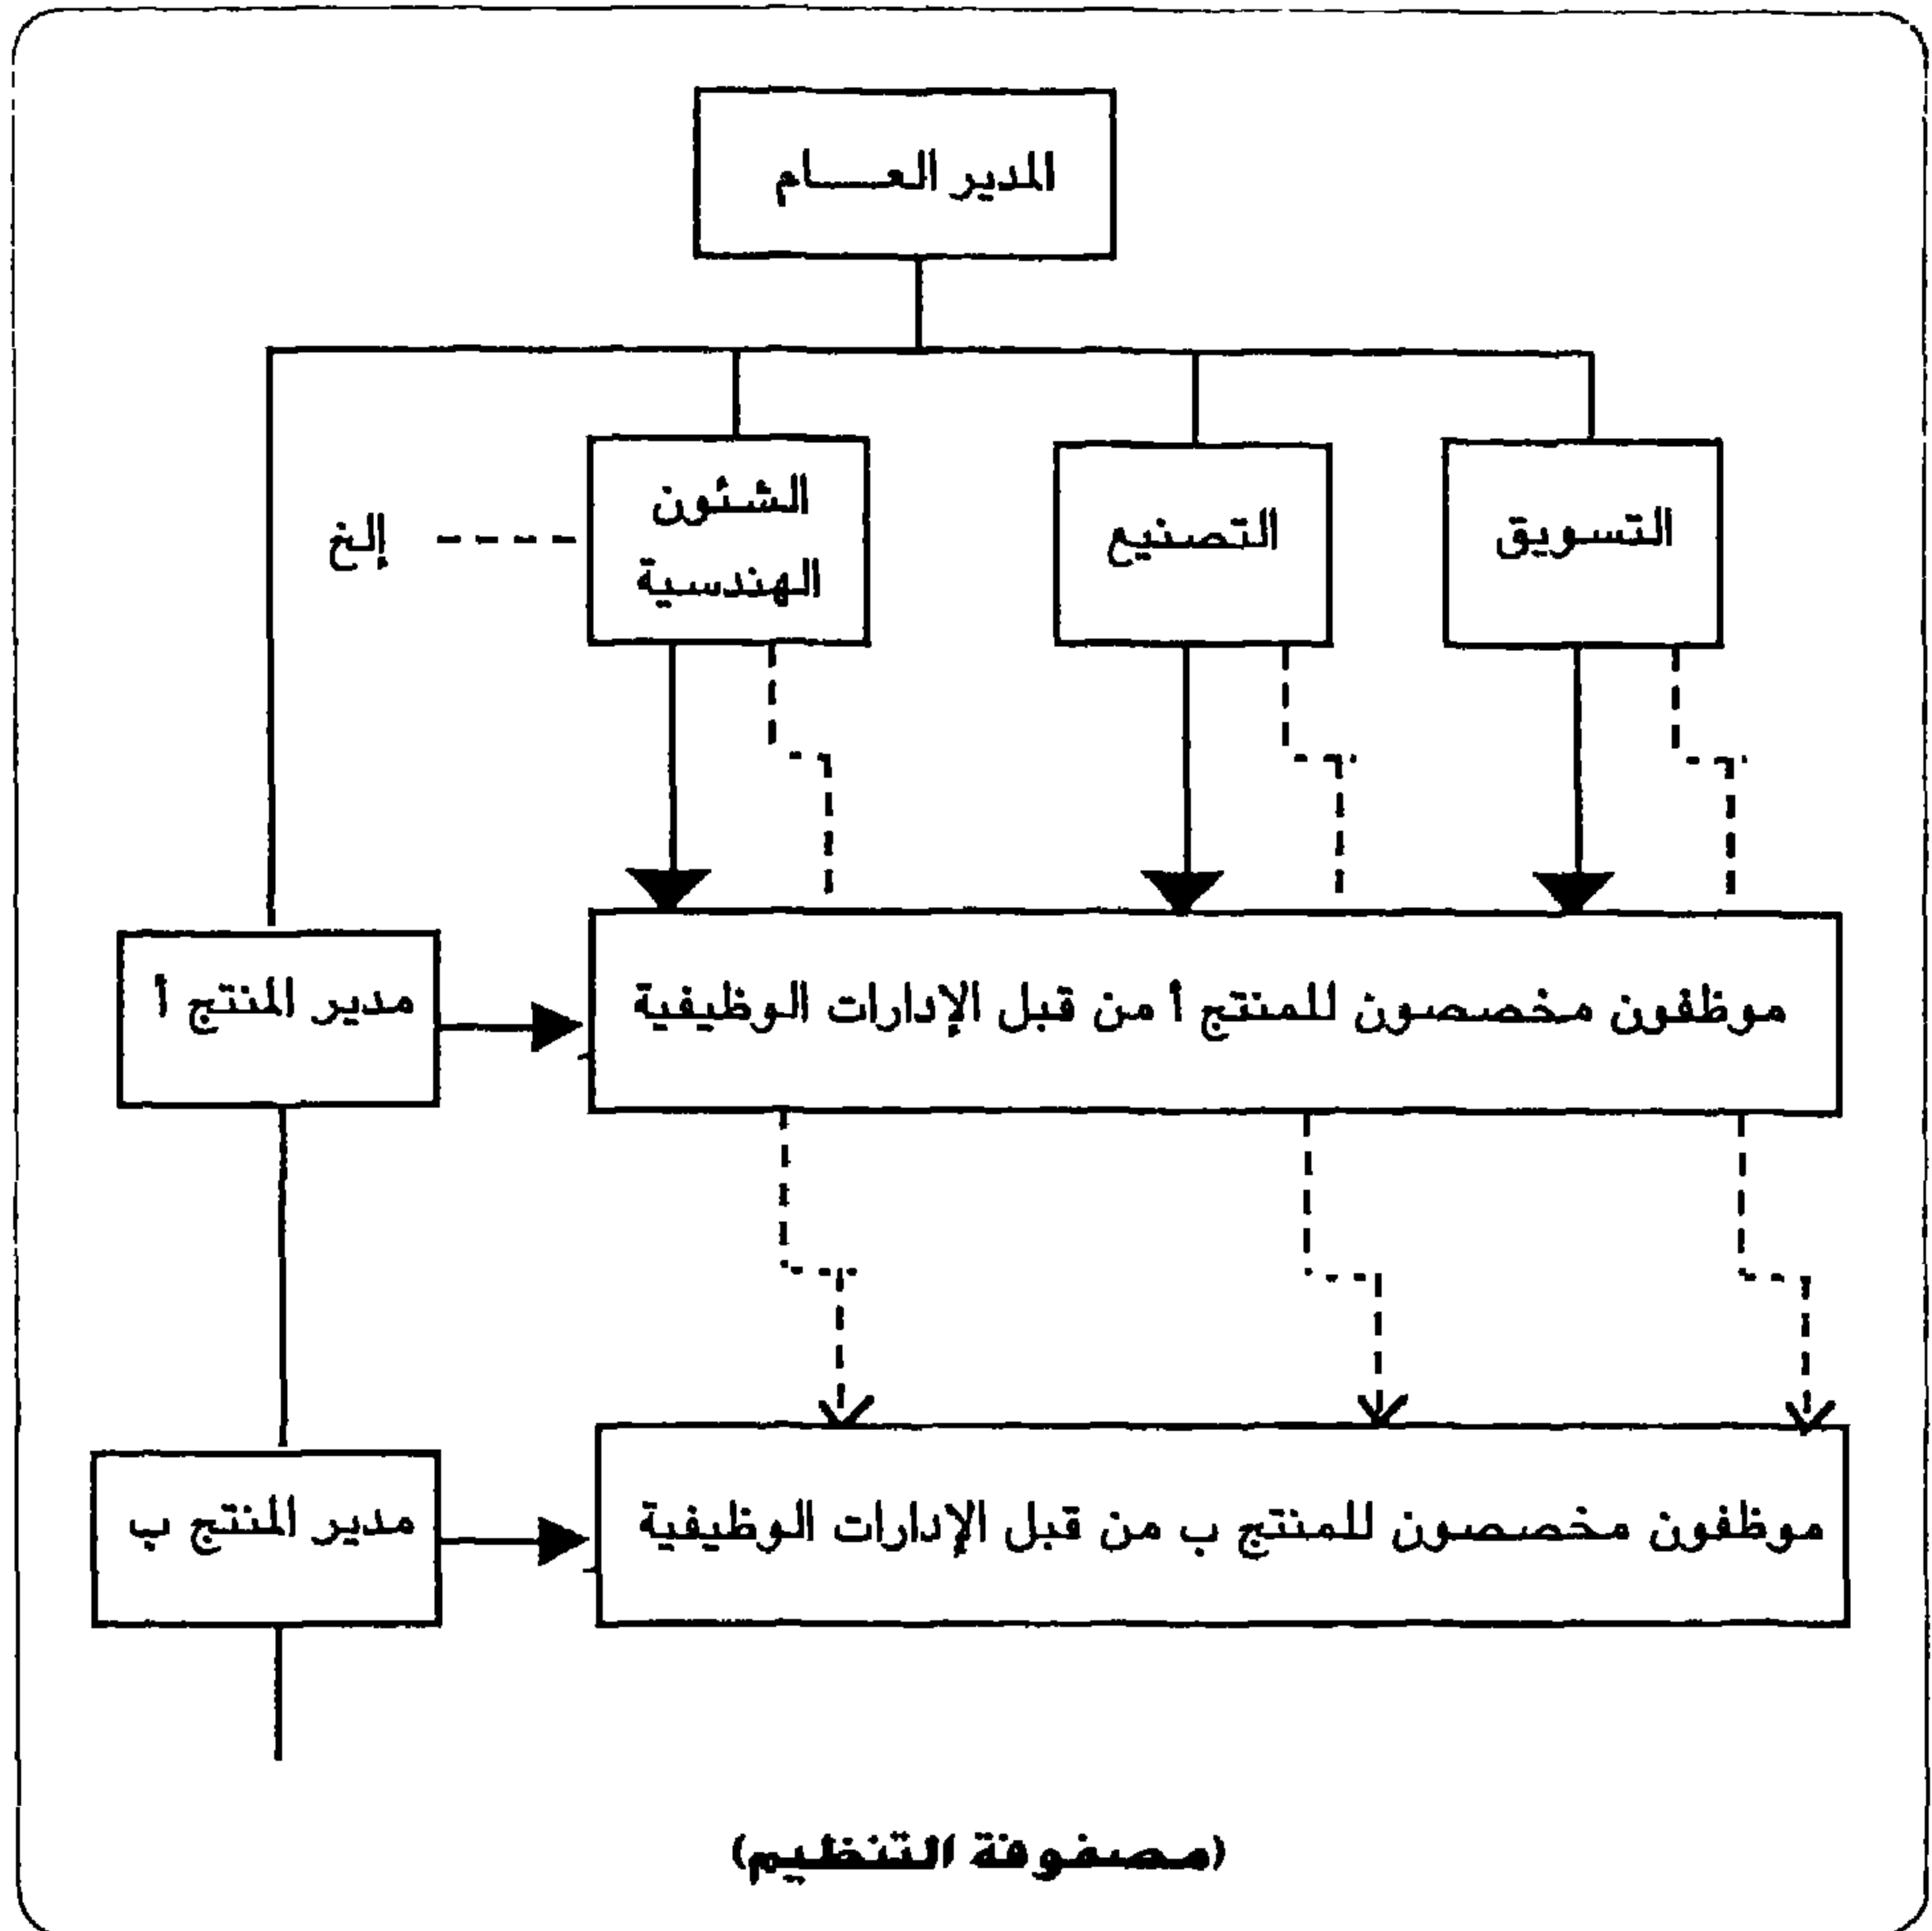 المدير العـــام
التسويق
التصنيع
الشئون
الهندسية
إلخ
موظفون مخصصون للمنتج أ من قبل الإدارات الوظيفية
مدير المنتج أ
موظفون مخصصون للمنتج ب من قبل الإدارات الوظيفية
مدير المنتج ب
(مصفوفة التنظيم)